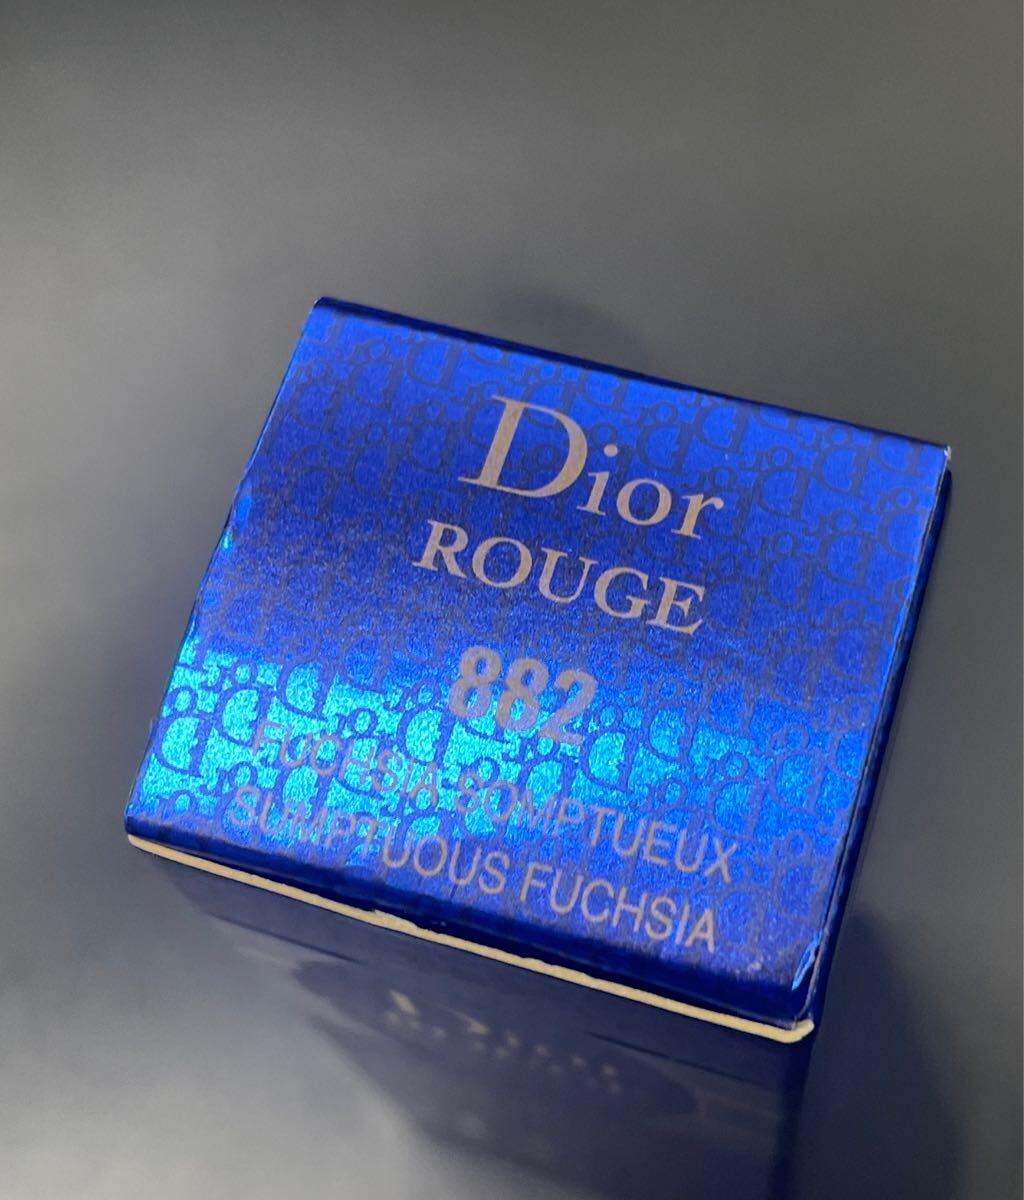 Dior
ROUGE
882
FUCHSIA SOMPTUEUX
SUMPTUOUS FUCHSIA